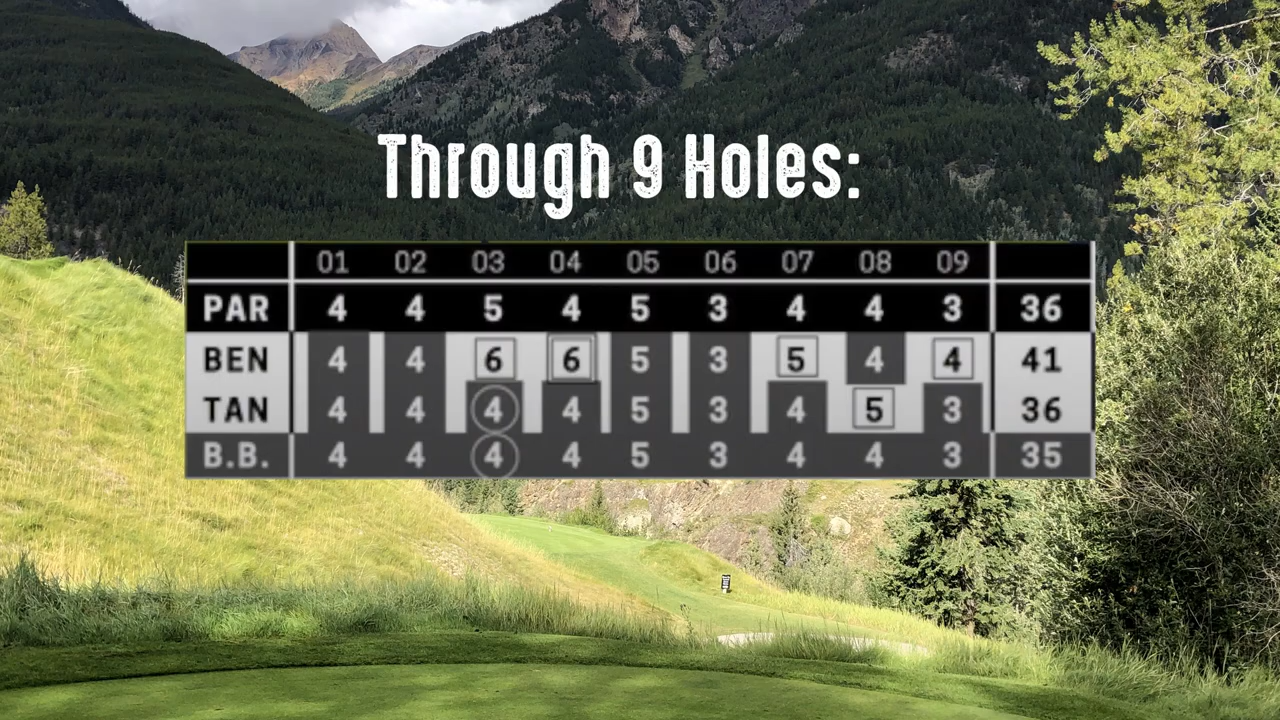 Through 9 Holes:
01 02 03 04 05 06 07 08 09
PAR 4 4 5 4 5 3 4 4 3 36
BEN 4 4 6 6 5 3 5 4 4 41
TAN 4 4 4 4 5 3 4 5 3 36
B.B. 4 4 4 4 5 3 4 4 3 35